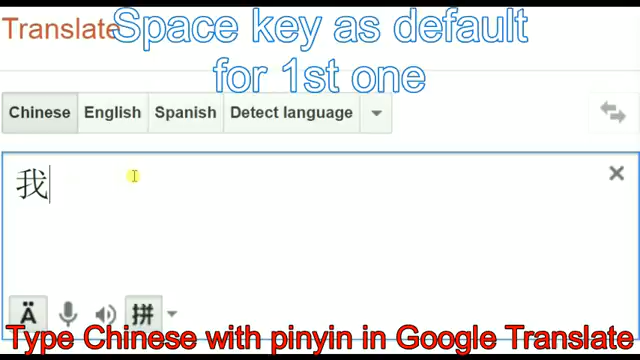 Translate
Space key as default
for 1st one
Chinese English Spanish Detect language
我
Ä 拼
Type Chinese with pinyin in Google Translate